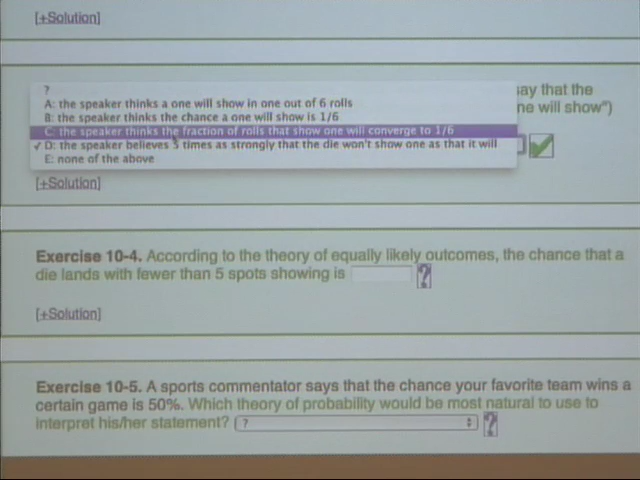 [+Solution]
ay that the
?
A: the speaker thinks a one will show in one out of 6 rolls
ne will show")
B: the speaker thinks the chance a one will show is 1/6
C: the speaker thinks the fraction of rolls that show one will converge to 1/6
✓ D: the speaker believes 5 times as strongly that the die won't show one as that it will
E: none of the above
[+Solution]
Exercise 10-4. According to the theory of equally likely outcomes, the chance that a
die lands with fewer than 5 spots showing is ?
[+Solution]
Exercise 10-5. A sports commentator says that the chance your favorite team wins a
certain game is 50%. Which theory of probability would be most natural to use to
interpret his/her statement? ? ?